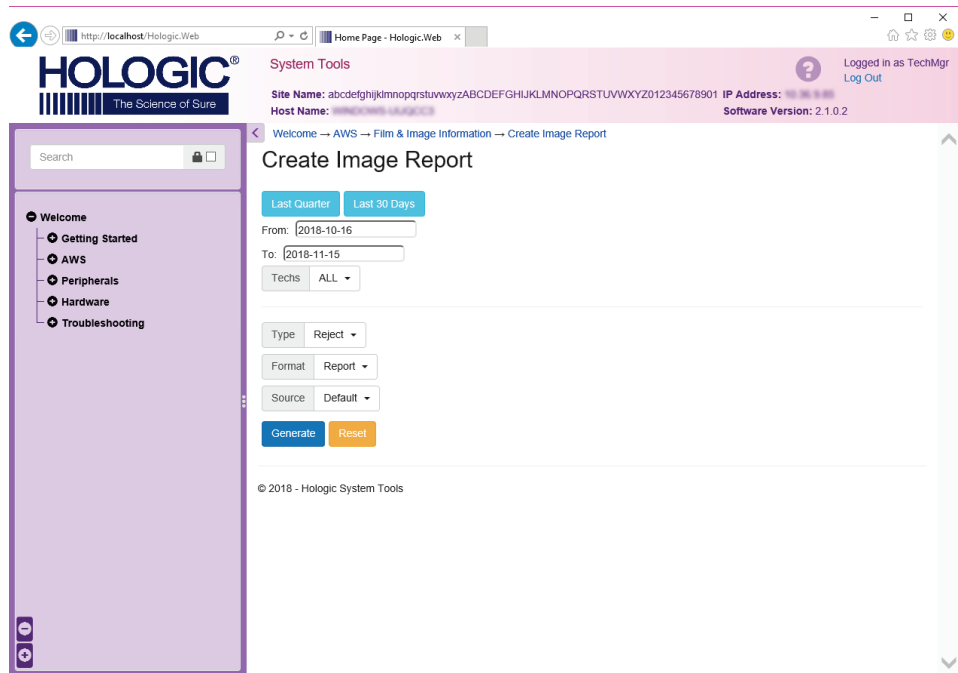 http://localhost/Hologic.Web
Home Page - Hologic.Web
HOLOGIC®
The Science of Sure
System Tools
Logged in as TechMgr
Log Out
Site Name: abcdefghijklmnopqrstuvwxyzABCDEFGHIJKLMNOPQRSTUVWXYZ012345678901 IP Address:
Host Name:
Software Version: 2.1.0.2
Welcome → AWS → Film & Image Information → Create Image Report
Search
Create Image Report
Last Quarter Last 30 Days
From: 2018-10-16
To: 2018-11-15
Techs ALL
Welcome
Getting Started
AWS
Peripherals
Hardware
Troubleshooting
Type Reject
Format Report
Source Default
Generate Reset
© 2018 - Hologic System Tools